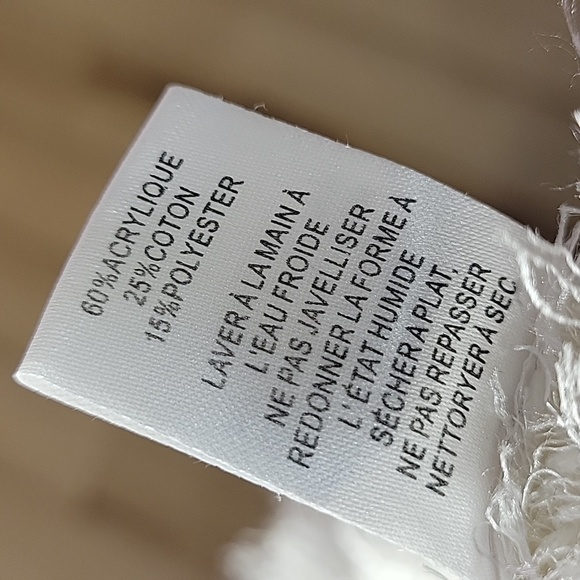 60%ACRYLIQUE
25%COTON
15%POLYESTER
LAVER À LA MAIN À
L'EAU FROIDE
NE PAS JAVELLISER
REDONNER LA FORME A
L'ÉTAT HUMIDE
SÉCHER A PLAT,
NE PAS REPASSER
NETTORYER À SEC